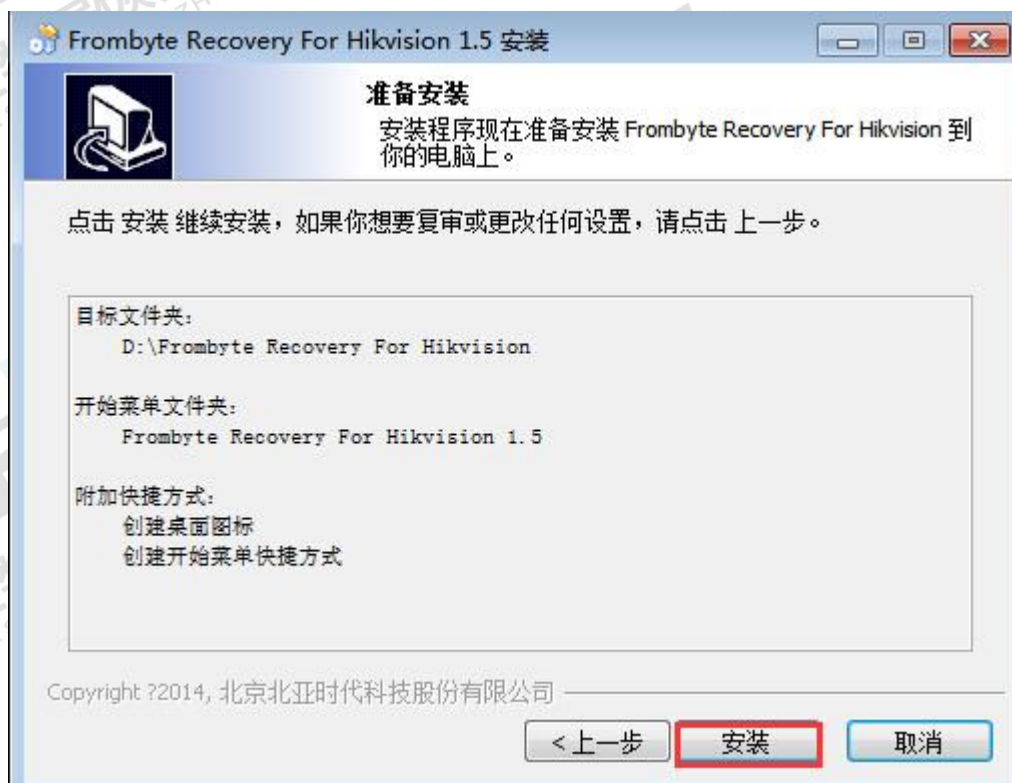 Frombyte Recovery For Hikvision 1.5 安装
准备安装
安装程序现在准备安装 Frombyte Recovery For Hikvision 到
你的电脑上。
点击 安装 继续安装，如果你想要复审或更改任何设置，请点击 上一步。
目标文件夹:
D:\Frombyte Recovery For Hikvision
开始菜单文件夹:
Frombyte Recovery For Hikvision 1.5
附加快捷方式:
创建桌面图标
创建开始菜单快捷方式
Copyright ?2014, 北京北亚时代科技股份有限公司
<上一步 安装 取消